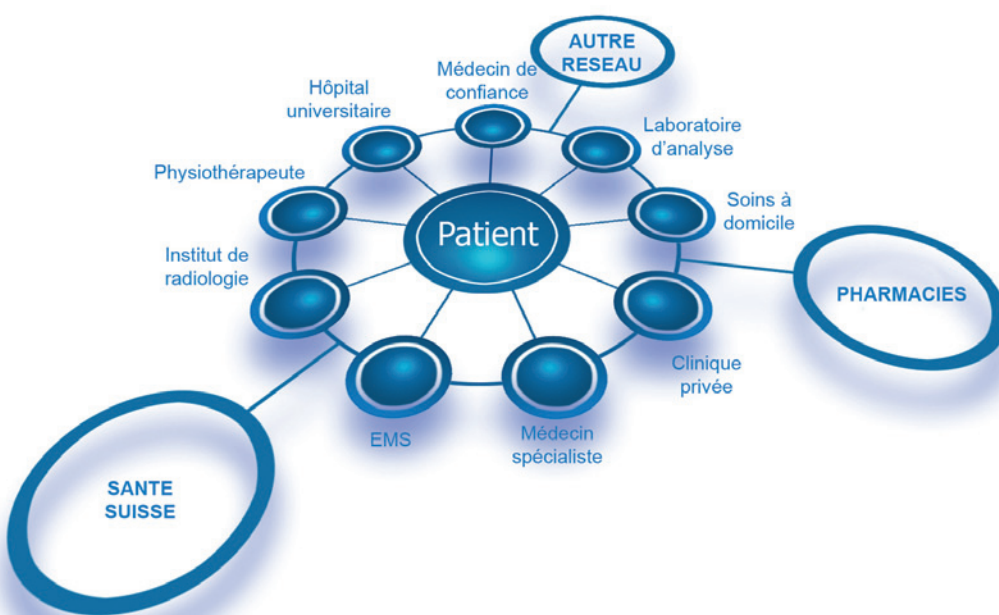 AUTRE
RESEAU
Médecin de
confiance
Hôpital
universitaire
Laboratoire
d'analyse
Physiothérapeute
Soins à
domicile
Patient
Institut de
radiologie
PHARMACIES
Clinique
privée
EMS
Médecin
spécialiste
SANTE
SUISSE